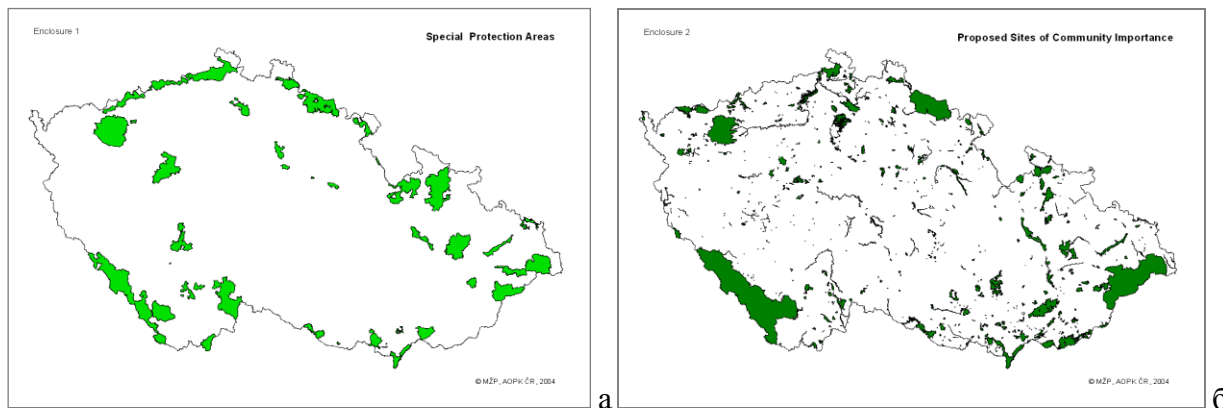 Enclosure 1
Special Protection Areas
© MŽP, AOPK ČR, 2004
а
Enclosure 2
Proposed Sites of Community Importance
© MŽP, AOPK ČR, 2004
б